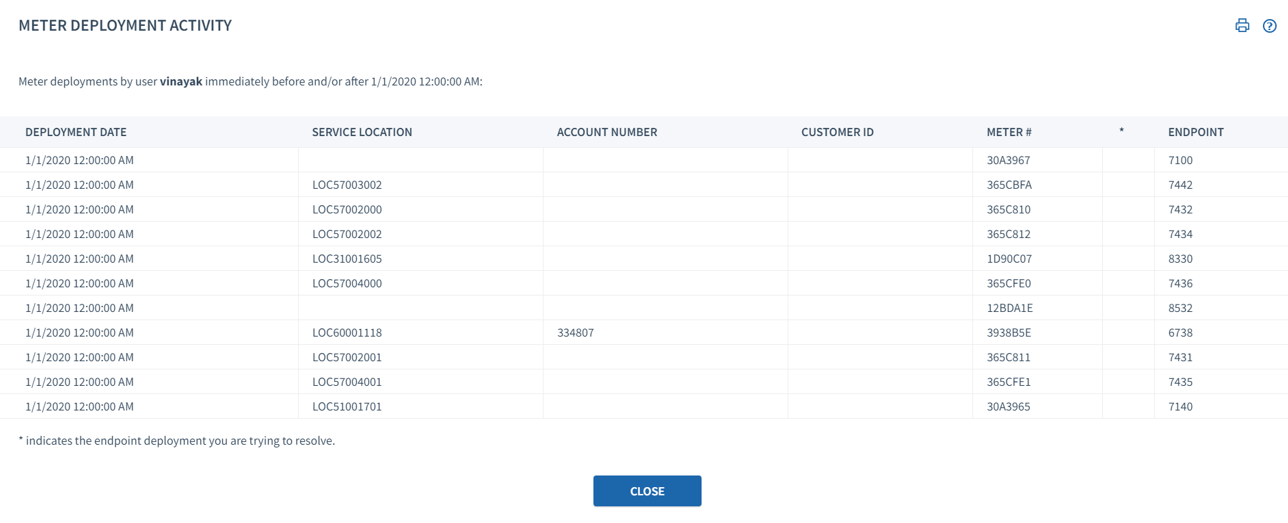 METER DEPLOYMENT ACTIVITY
Meter deployments by user vinayak immediately before and/or after 1/1/2020 12:00:00 AM:
DEPLOYMENT DATE SERVICE LOCATION ACCOUNT NUMBER CUSTOMER ID METER # * ENDPOINT
1/1/2020 12:00:00 AM 30A3967 7100
1/1/2020 12:00:00 AM LOC57003002 365CBFA 7442
1/1/2020 12:00:00 AM LOC57002000 365C810 7432
1/1/2020 12:00:00 AM LOC57002002 365C812 7434
1/1/2020 12:00:00 AM LOC31001605 1D90C07 8330
1/1/2020 12:00:00 AM LOC57004000 365CFE0 7436
1/1/2020 12:00:00 AM 12BDA1E 8532
1/1/2020 12:00:00 AM LOC60001118 334807 3938B5E 6738
1/1/2020 12:00:00 AM LOC57002001 365C811 7431
1/1/2020 12:00:00 AM LOC57004001 365CFE1 7435
1/1/2020 12:00:00 AM LOC51001701 30A3965 7140
* indicates the endpoint deployment you are trying to resolve.
CLOSE